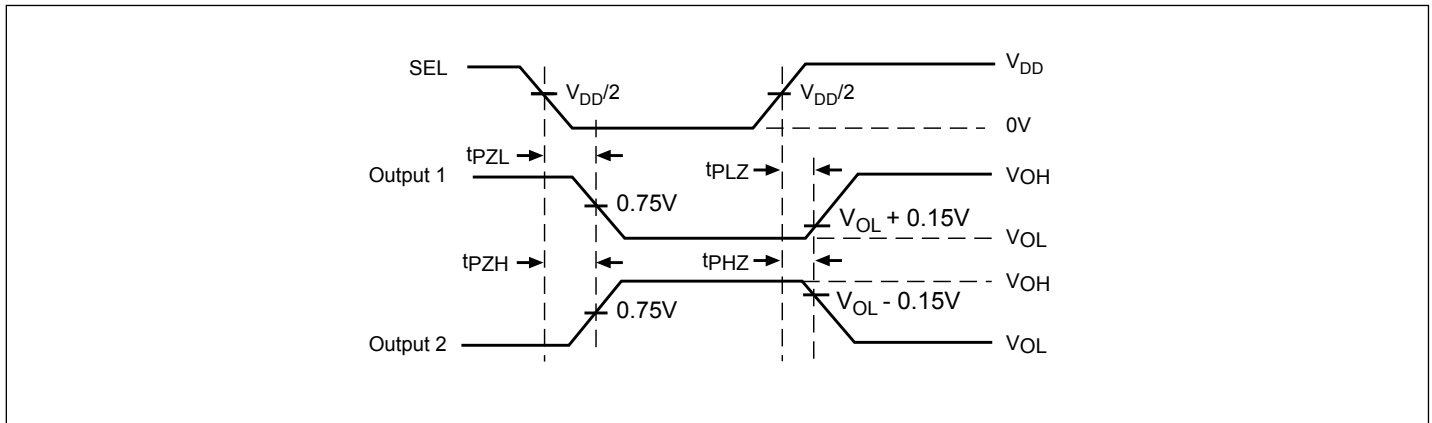 SEL
VDD
VDD/2
VDD/2
0V
tPZL
tPLZ
Output 1
VOH
0.75V
VOL + 0.15V
VOL
tPZH
tPHZ
VOH
0.75V
VOL - 0.15V
Output 2
VOL